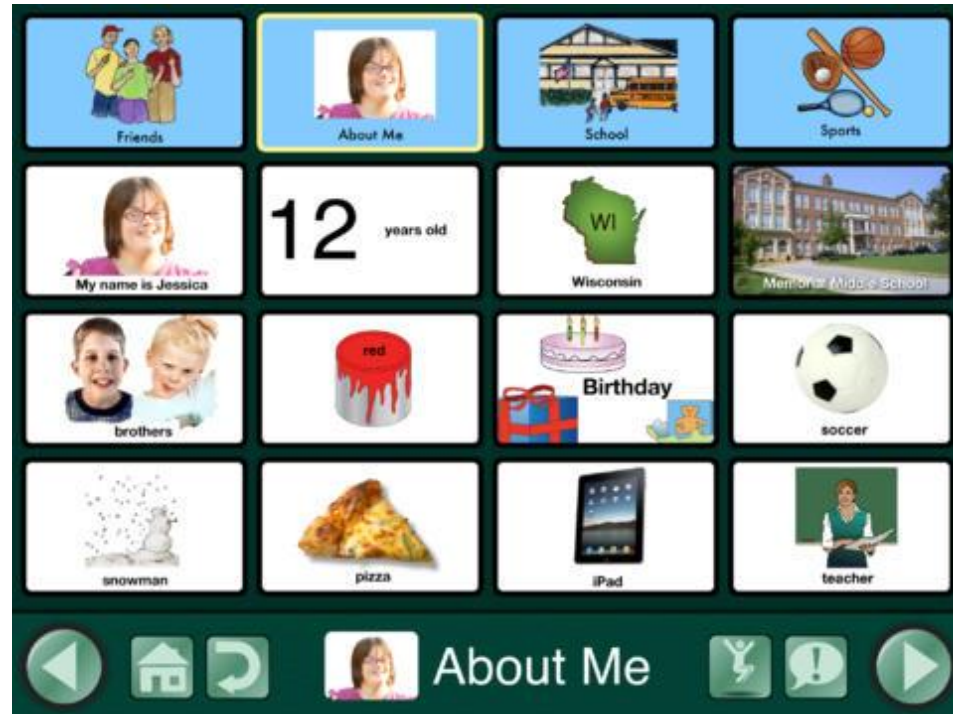 Friends
About Me
School
Sports
My name is Jessica
12 years old
WI
Wisconsin
Memorial Middle School
brothers
red
Birthday
soccer
snowman
pizza
iPad
teacher
About Me